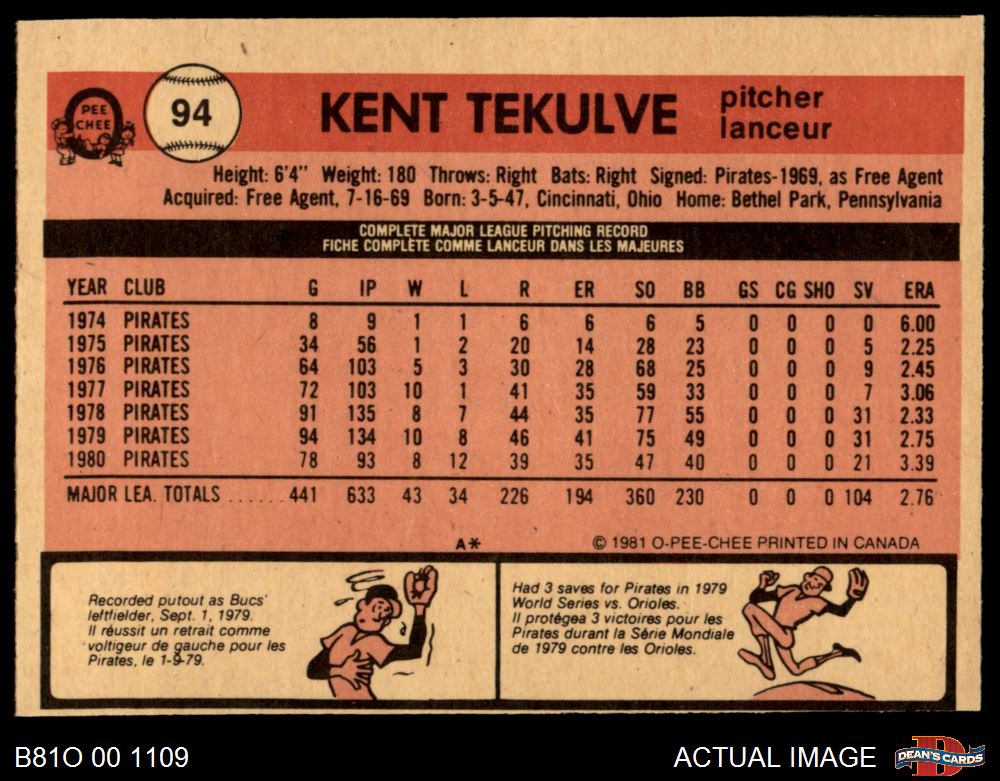 PEE
CHEE
94
KENT TEKULVE
pitcher
lanceur
Height: 6'4" Weight: 180 Throws: Right Bats: Right Signed: Pirates-1969, as Free Agent
Acquired: Free Agent, 7-16-69 Born: 3-5-47, Cincinnati, Ohio Home: Bethel Park, Pennsylvania
COMPLETE MAJOR LEAGUE PITCHING RECORD
FICHE COMPLÈTE COMME LANCEUR DANS LES MAJEURES
YEAR CLUB G IP W L R ER SO BB GS CG SHO SV ERA
1974 PIRATES 8 9 1 1 6 6 6 5 0 0 0 0 6.00
1975 PIRATES 34 56 1 2 20 14 28 23 0 0 0 5 2.25
1976 PIRATES 64 103 5 3 30 28 68 25 0 0 0 9 2.45
1977 PIRATES 72 103 10 1 41 35 59 33 0 0 0 7 3.06
1978 PIRATES 91 135 8 7 44 35 77 55 0 0 0 31 2.33
1979 PIRATES 94 134 10 8 46 41 75 49 0 0 0 31 2.75
1980 PIRATES 78 93 8 12 39 35 47 40 0 0 0 21 3.39
MAJOR LEA. TOTALS ...... 441 633 43 34 226 194 360 230 0 0 0 104 2.76
A* © 1981 O-PEE-CHEE PRINTED IN CANADA
Recorded putout as Bucs'
leftfielder, Sept. 1, 1979.
Il réussit un retrait comme
voltigeur de gauche pour les
Pirates, le 1-9-79.
Had 3 saves for Pirates in 1979
World Series vs. Orioles.
Il protégea 3 victoires pour les
Pirates durant la Série Mondiale
de 1979 contre les Orioles.
B81O 00 1109
ACTUAL IMAGE
DEAN'S CARDS